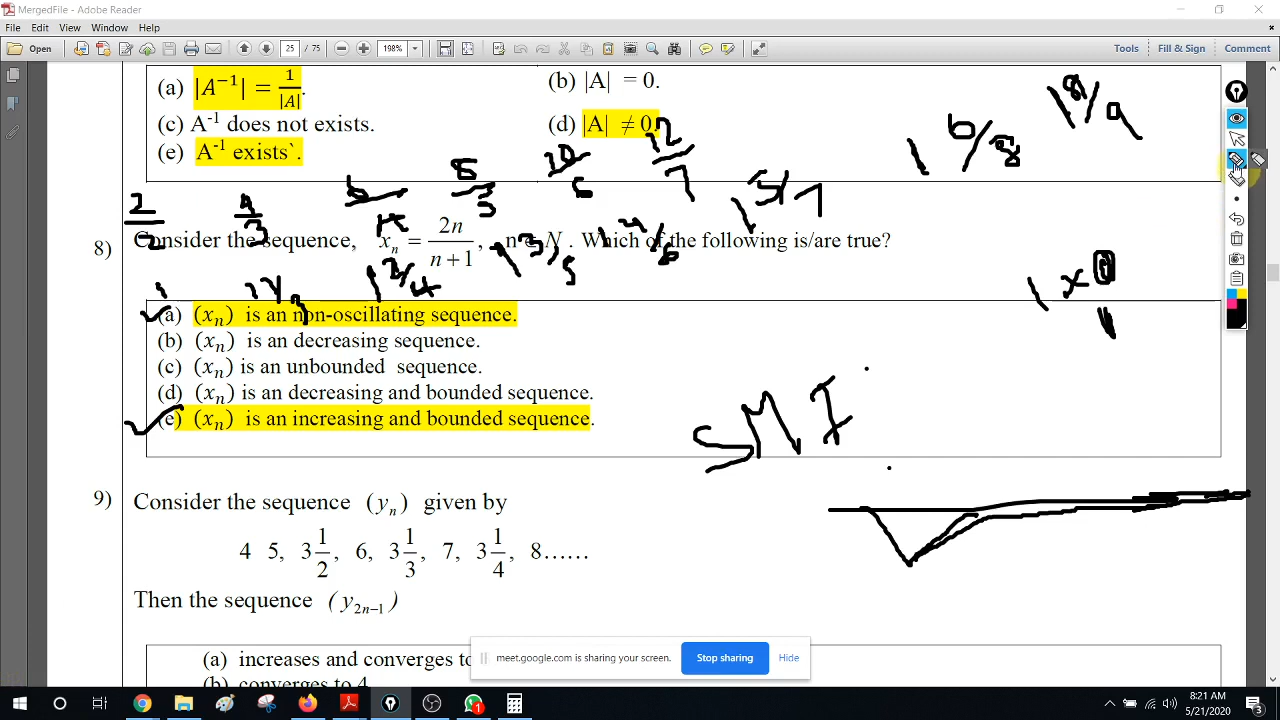 MergedFile - Adobe Reader
File Edit View Window Help
Open 25 / 75 198% Tools Fill & Sign Comment
(a) |A⁻¹| = 1/|A|. (b) |A| = 0.
(c) A⁻¹ does not exists. (d) |A| ≠ 0.
(e) A⁻¹ exists`.
8) Consider the sequence, xₙ = 2n/(n+1), n ∈ N. Which of the following is/are true?
(a) (xₙ) is an non-oscillating sequence.
(b) (xₙ) is an decreasing sequence.
(c) (xₙ) is an unbounded sequence.
(d) (xₙ) is an decreasing and bounded sequence.
(e) (xₙ) is an increasing and bounded sequence.
SMI
9) Consider the sequence (yₙ) given by
4 5, 3 1/2, 6, 3 1/3, 7, 3 1/4, 8......
Then the sequence (y₂ₙ₋₁)
(a) increases and converges to
(b) converges to 4
meet.google.com is sharing your screen. Stop sharing Hide
8:21 AM
5/21/2020